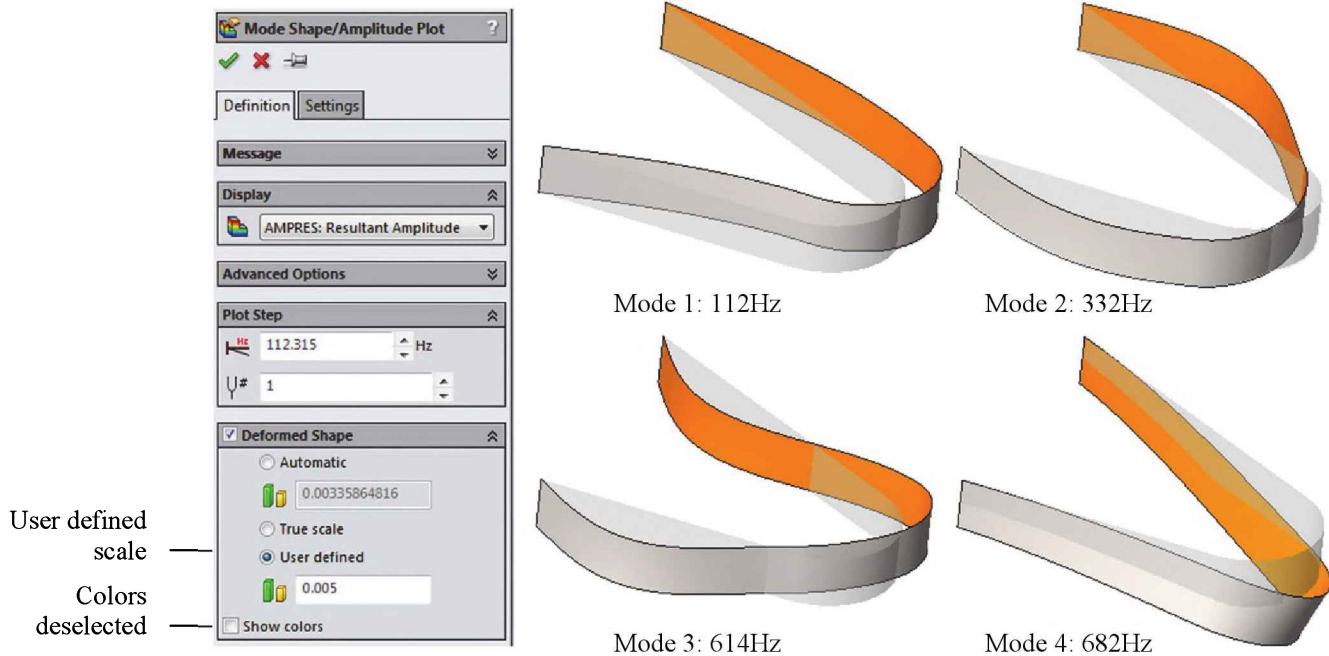 Mode Shape/Amplitude Plot ?
Definition Settings
Message
Display
AMPRES: Resultant Amplitude
Advanced Options
Plot Step
Hz 112.315 Hz
# 1
Deformed Shape
Automatic
0.00335864816
True scale
User defined
0.005
Show colors
User defined
scale
Colors
deselected
Mode 1: 112Hz
Mode 2: 332Hz
Mode 3: 614Hz
Mode 4: 682Hz